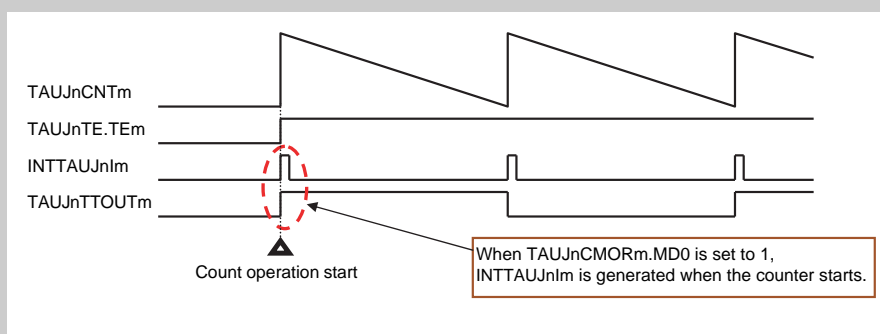 TAUJnCNTm
TAUJnTE.TEm
INTTAUJnIm
TAUJnTTOUTm
Count operation start
When TAUJnCMORm.MD0 is set to 1,
INTTAUJnIm is generated when the counter starts.